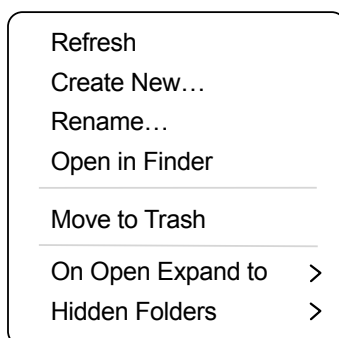 Refresh
Create New…
Rename…
Open in Finder
Move to Trash
On Open Expand to >
Hidden Folders >